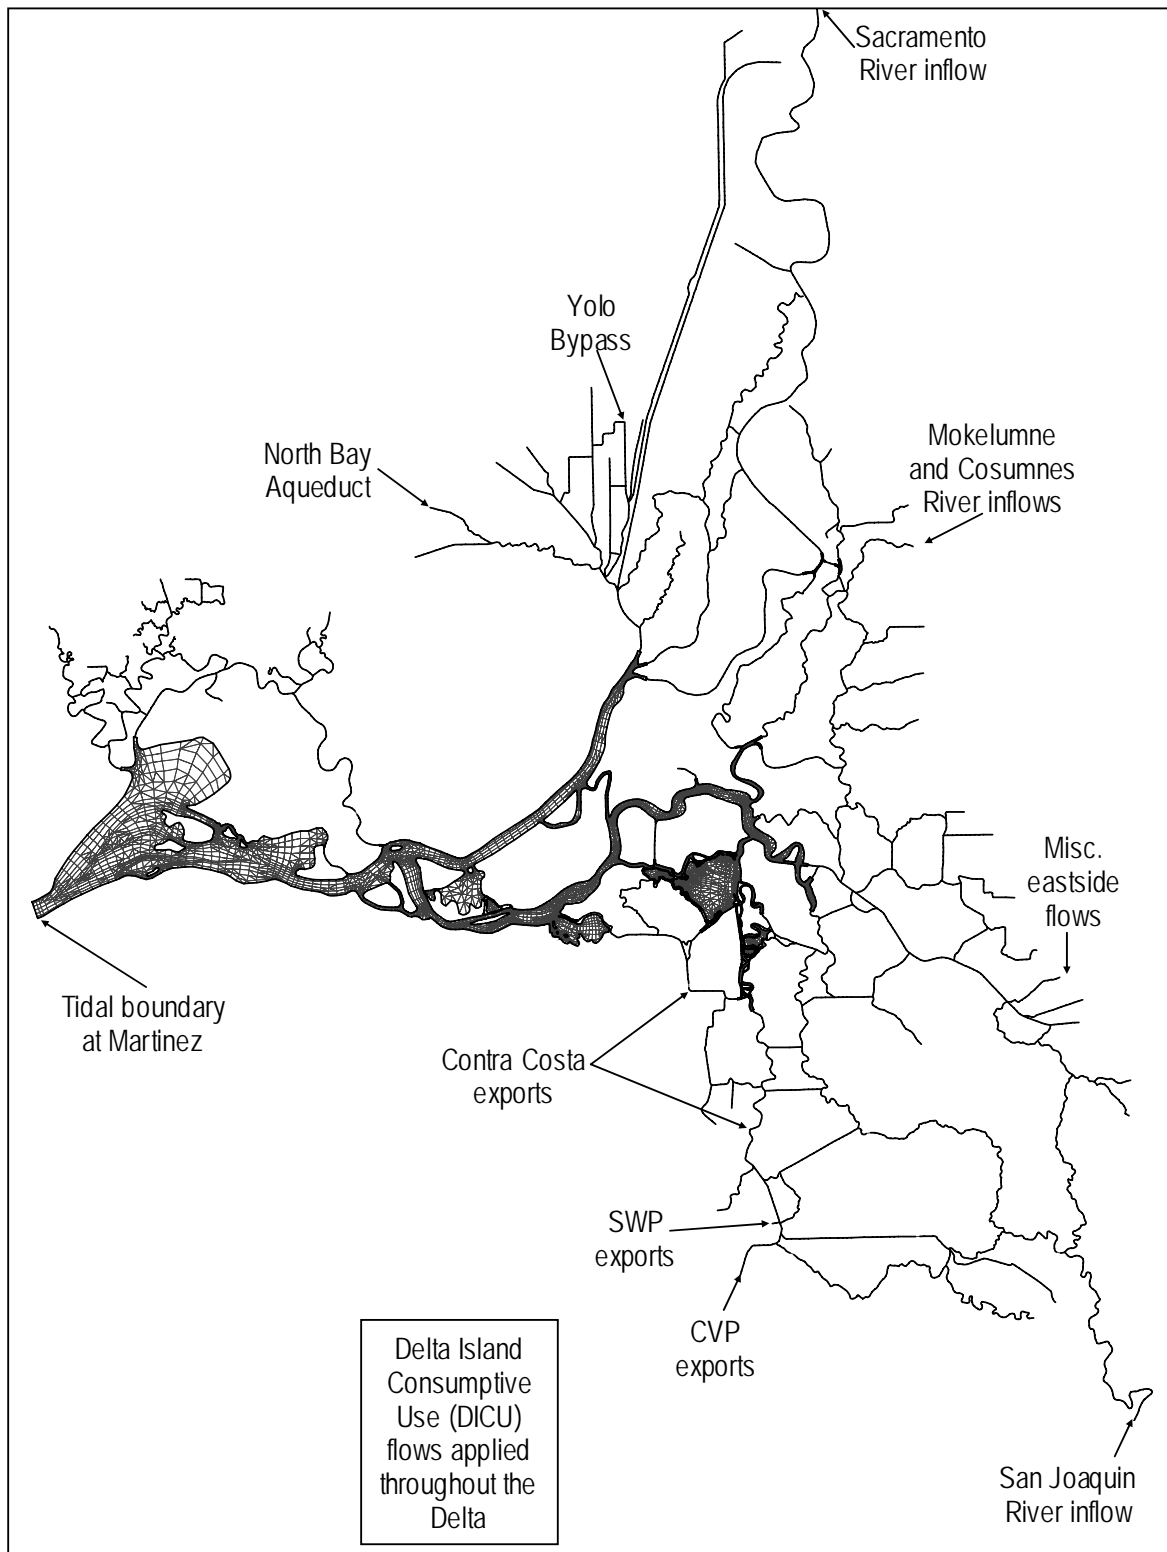 Sacramento
River inflow
Yolo
Bypass
North Bay
Aqueduct
Mokelumne
and Cosumnes
River inflows
Misc.
eastside
flows
Tidal boundary
at Martinez
Contra Costa
exports
SWP
exports
CVP
exports
Delta Island
Consumptive
Use (DICU)
flows applied
throughout the
Delta
San Joaquin
River inflow